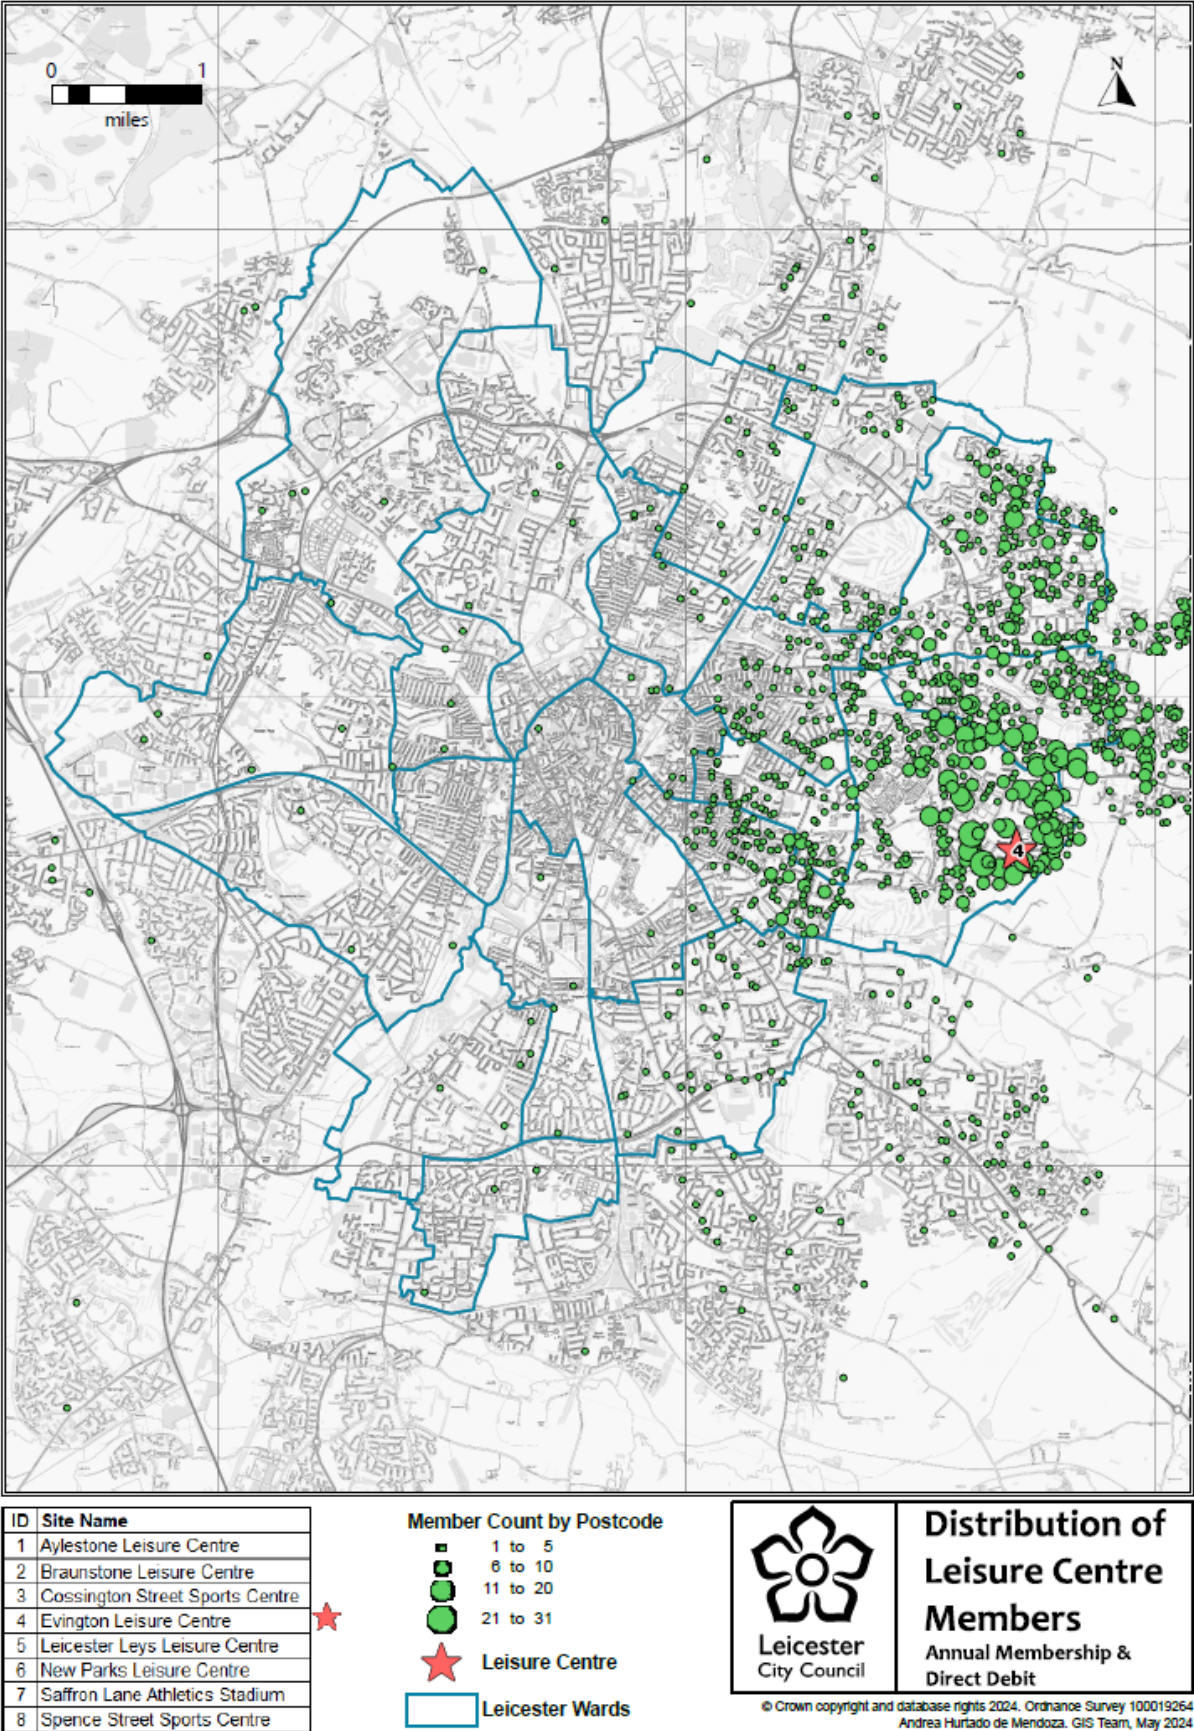 0 1
miles
N
4
ID Site Name
1 Aylestone Leisure Centre
2 Braunstone Leisure Centre
3 Cossington Street Sports Centre
4 Evington Leisure Centre
5 Leicester Leys Leisure Centre
6 New Parks Leisure Centre
7 Saffron Lane Athletics Stadium
8 Spence Street Sports Centre
Member Count by Postcode
1 to 5
6 to 10
11 to 20
21 to 31
Leisure Centre
Leicester Wards
Leicester
City Council
Distribution of
Leisure Centre
Members
Annual Membership &
Direct Debit
© Crown copyright and database rights 2024. Ordnance Survey 100019264
Andrea Hurtado de Mendoza. GIS Team, May 2024